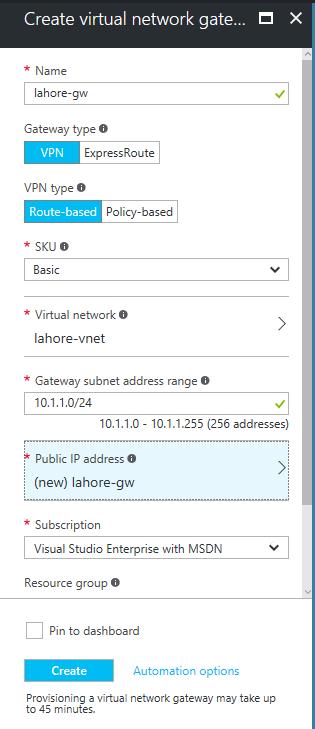 Create virtual network gate...
* Name
lahore-gw
Gateway type
VPN ExpressRoute
VPN type
Route-based Policy-based
* SKU
Basic
* Virtual network
lahore-vnet
* Gateway subnet address range
10.1.1.0/24
10.1.1.0 - 10.1.1.255 (256 addresses)
* Public IP address
(new) lahore-gw
* Subscription
Visual Studio Enterprise with MSDN
Resource group
Pin to dashboard
Create Automation options
Provisioning a virtual network gateway may take up
to 45 minutes.